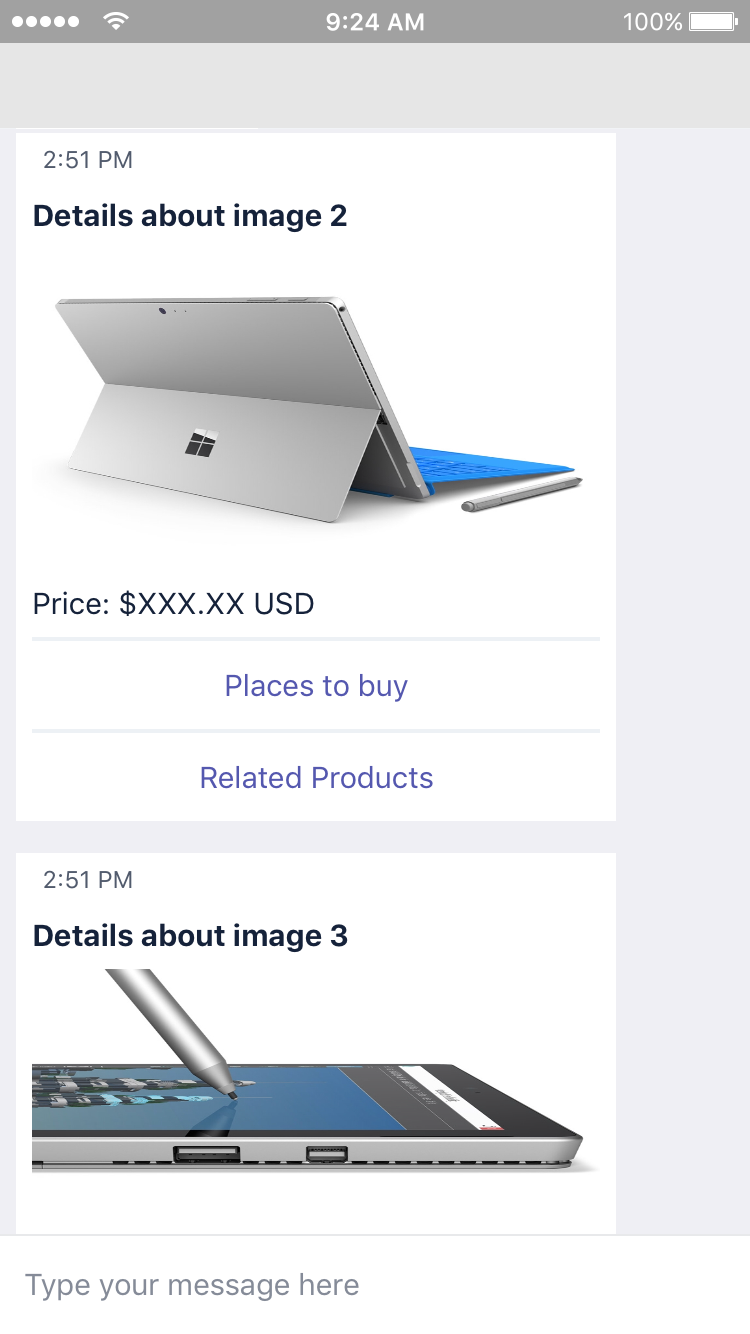 9:24 AM
100%
2:51 PM
Details about image 2
Price: $XXX.XX USD
Places to buy
Related Products
2:51 PM
Details about image 3
Type your message here